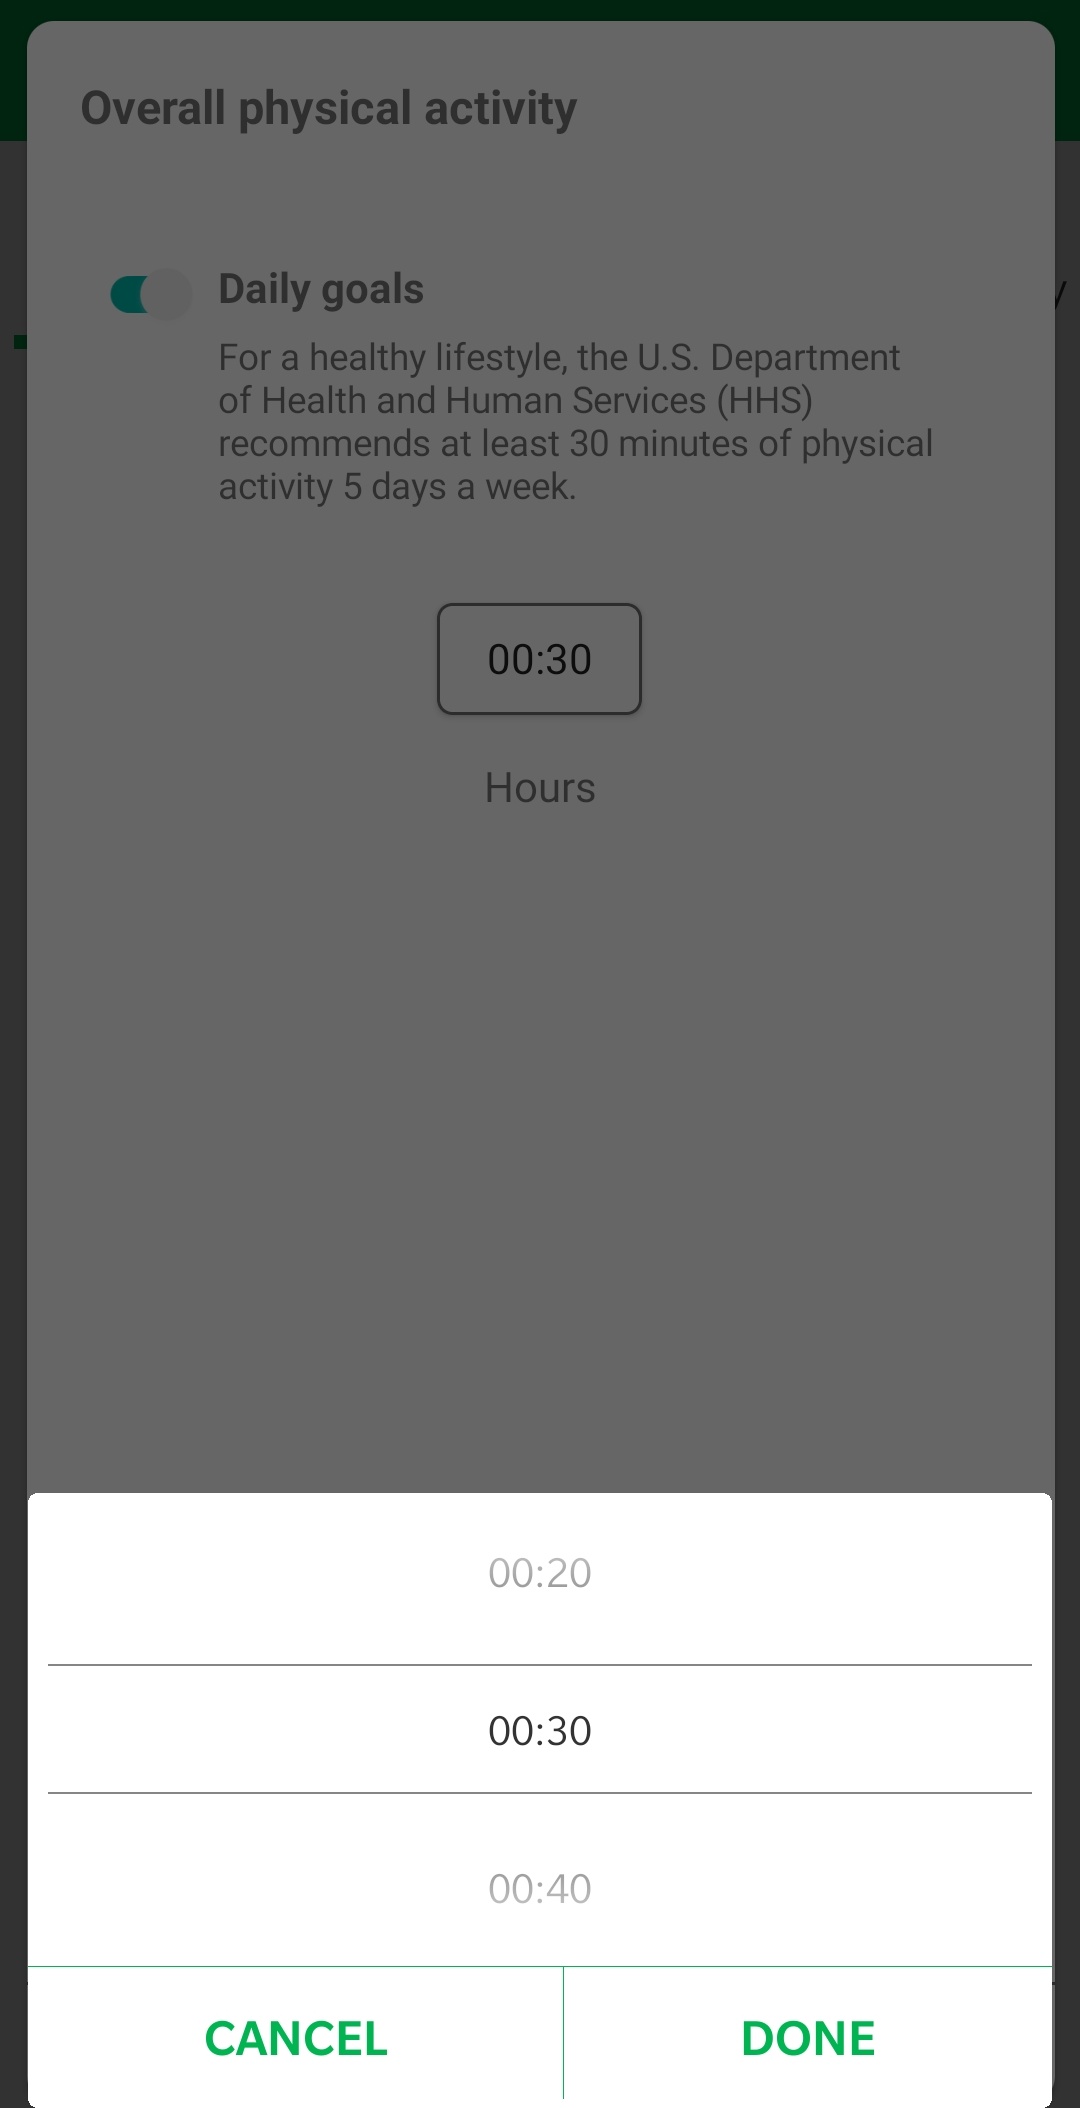 Overall physical activity
Daily goals
For a healthy lifestyle, the U.S. Department
of Health and Human Services (HHS)
recommends at least 30 minutes of physical
activity 5 days a week.
00:30
Hours
00:20
00:30
00:40
CANCEL
DONE